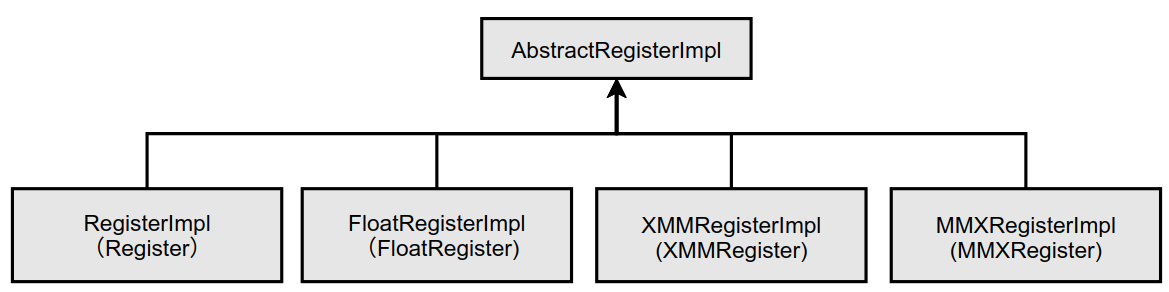 AbstractRegisterImpl
RegisterImpl
（Register）
FloatRegisterImpl
（FloatRegister)
XMMRegisterImpl
(XMMRegister)
MMXRegisterImpl
(MMXRegister)